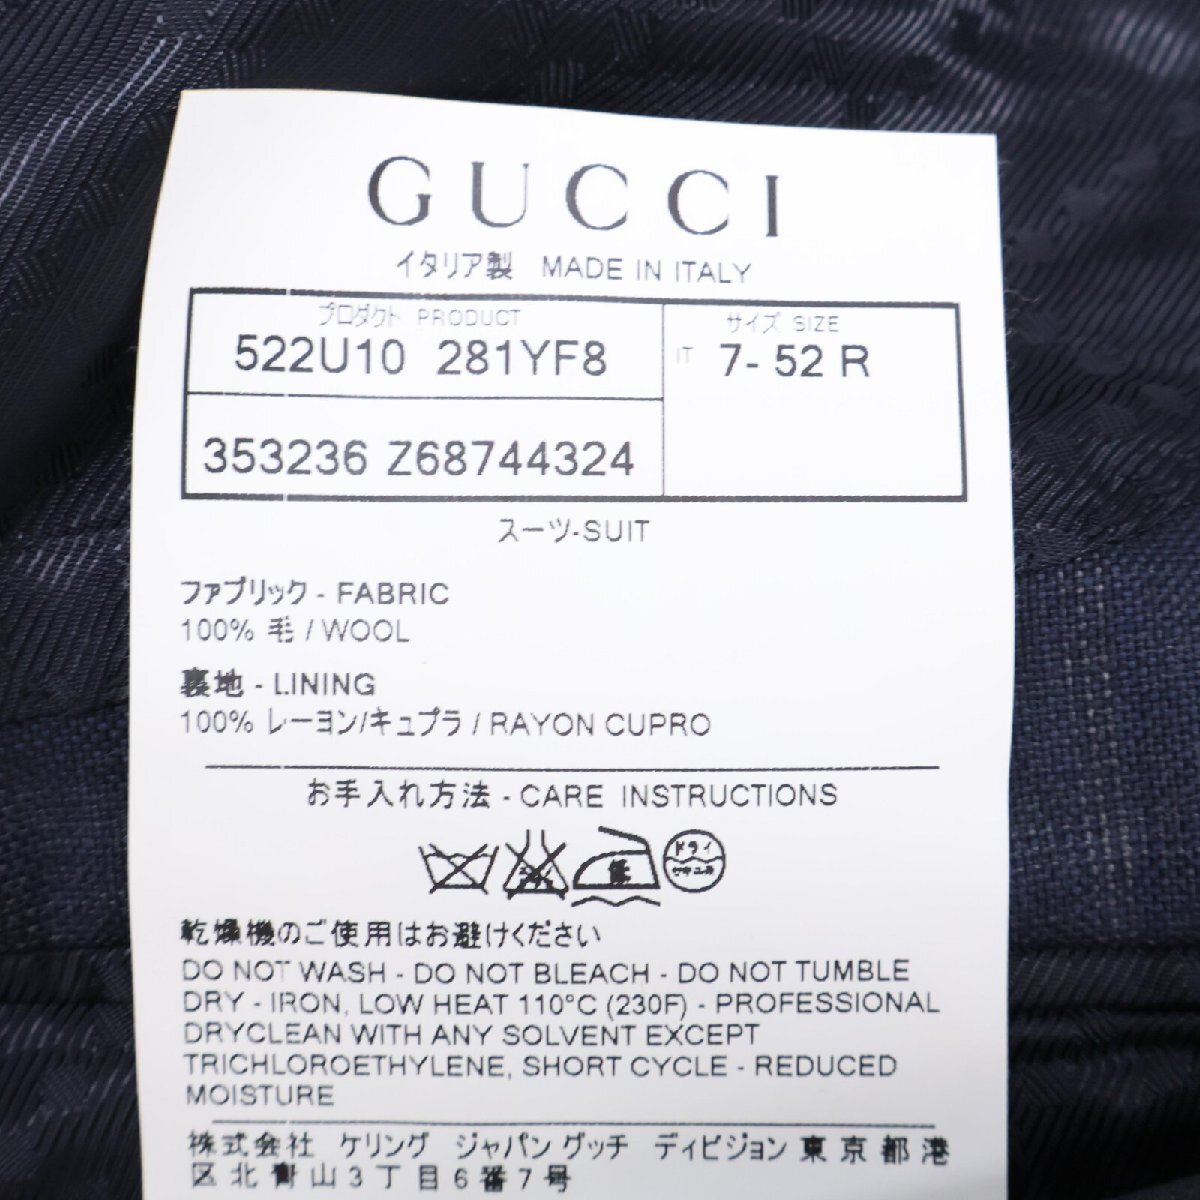 GUCCI
イタリア製 MADE IN ITALY
プロダクト PRODUCT
522U10 281YF8
353236 Z68744324
サイズ SIZE
IT 7- 52 R
スーツ-SUIT
ファブリック - FABRIC
100% 毛 / WOOL
裏地 - LINING
100% レーヨン/キュプラ / RAYON CUPRO
お手入れ方法 - CARE INSTRUCTIONS
低
ドライ
乾燥機のご使用はお避けください
DO NOT WASH - DO NOT BLEACH - DO NOT TUMBLE
DRY - IRON, LOW HEAT 110°C (230F) - PROFESSIONAL
DRYCLEAN WITH ANY SOLVENT EXCEPT
TRICHLOROETHYLENE, SHORT CYCLE - REDUCED
MOISTURE
株式会社 ケリング ジャパン グッチ ディビジョン 東京都港
区北青山3丁目6番7号